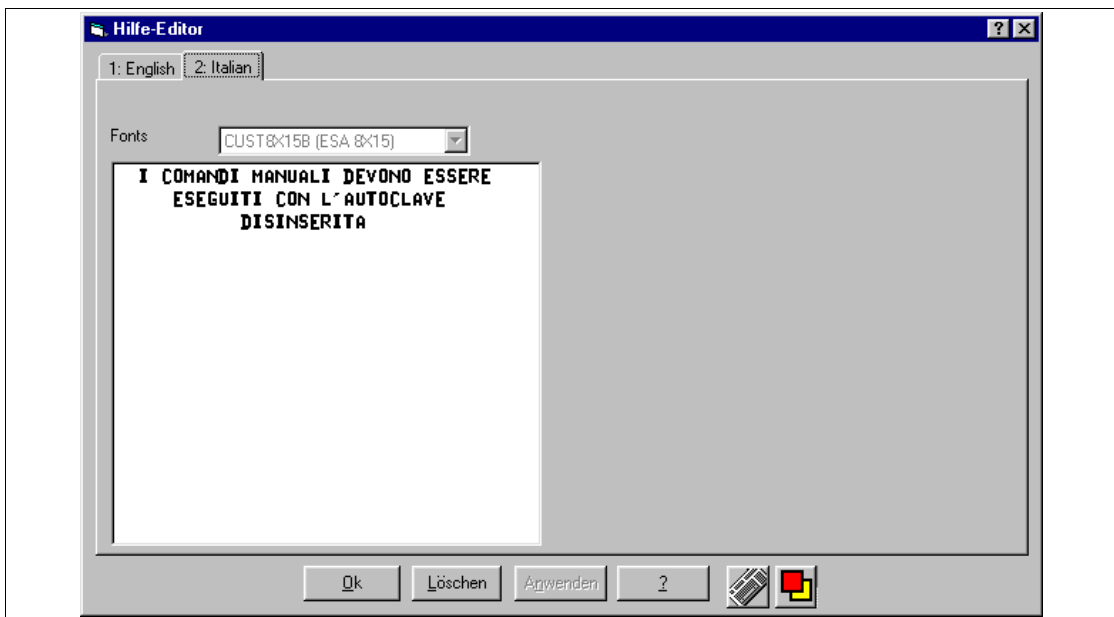 Hilfe-Editor
1: English 2: Italian
Fonts CUST8X15B (ESA 8X15)
I COMANDI MANUALI DEVONO ESSERE
ESEGUITI CON L'AUTOCLAVE
DISINSERITA
Ok Löschen Anwenden ?